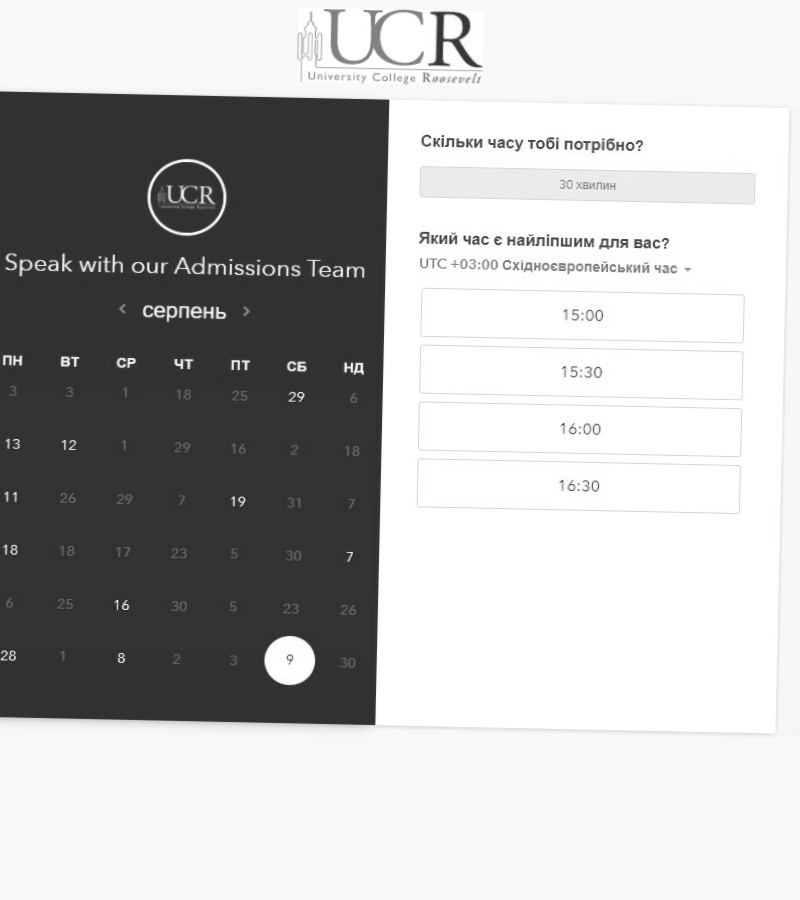 UCR
University College Roosevelt
UCR
Speak with our Admissions Team
серпень
ПН ВТ СР ЧТ ПТ СБ НД
3 3 1 18 25 29 6
13 12 1 29 16 2 18
11 26 29 7 19 31 7
18 18 17 23 5 30 7
6 25 16 30 5 23 26
28 1 8 2 3 9 30
Скільки часу тобі потрібно?
30 хвилин
Який час є найліпшим для вас?
UTC +03:00 Східноєвропейський час
15:00
15:30
16:00
16:30